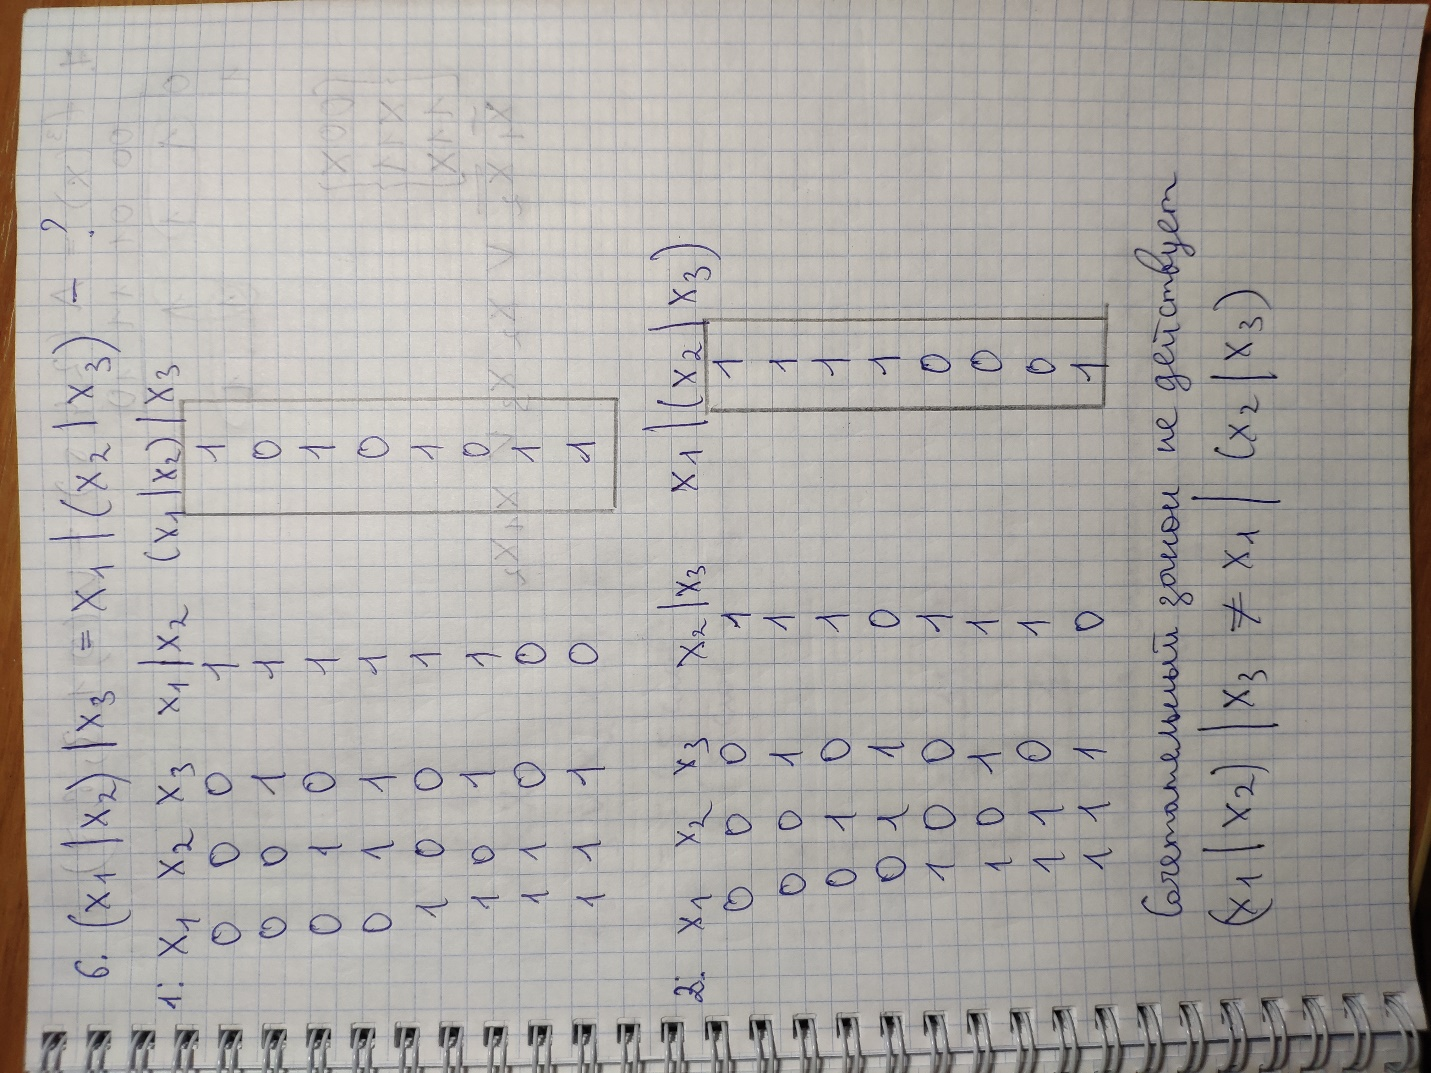 6. (x1 | x2) | x3 = x1 | (x2 | x3) - ?
1. x1 x2 x3 x1 | x2 (x1 | x2) | x3
0 0 0 1 1
0 0 1 1 0
0 1 0 1 1
0 1 1 1 0
1 0 0 1 1
1 0 1 1 0
1 1 0 0 1
1 1 1 0 1
2. x1 x2 x3 x2 | x3 x1 | (x2 | x3)
0 0 0 1 1
0 0 1 1 1
0 1 0 1 1
0 1 1 0 1
1 0 0 1 0
1 0 1 1 0
1 1 0 1 0
1 1 1 0 1
Сочетательный закон не действует
(x1 | x2) | x3 ≠ x1 | (x2 | x3)